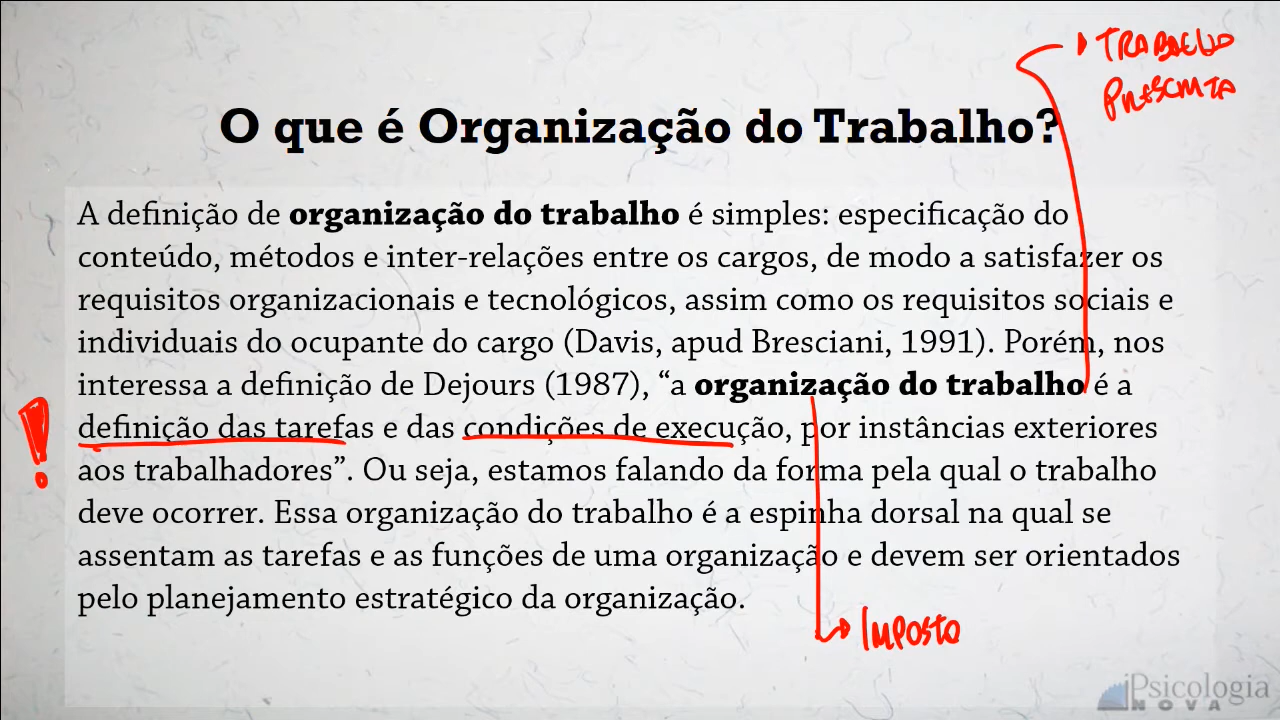 TRABALHO
PRESCRITO
O que é Organização do Trabalho?
A definição de organização do trabalho é simples: especificação do
conteúdo, métodos e inter-relações entre os cargos, de modo a satisfazer os
requisitos organizacionais e tecnológicos, assim como os requisitos sociais e
individuais do ocupante do cargo (Davis, apud Bresciani, 1991). Porém, nos
interessa a definição de Dejours (1987), “a organização do trabalho é a
definição das tarefas e das condições de execução, por instâncias exteriores
aos trabalhadores”. Ou seja, estamos falando da forma pela qual o trabalho
deve ocorrer. Essa organização do trabalho é a espinha dorsal na qual se
assentam as tarefas e as funções de uma organização e devem ser orientados
pelo planejamento estratégico da organização.
!
IMPOSTO
Psicologia
NOVA